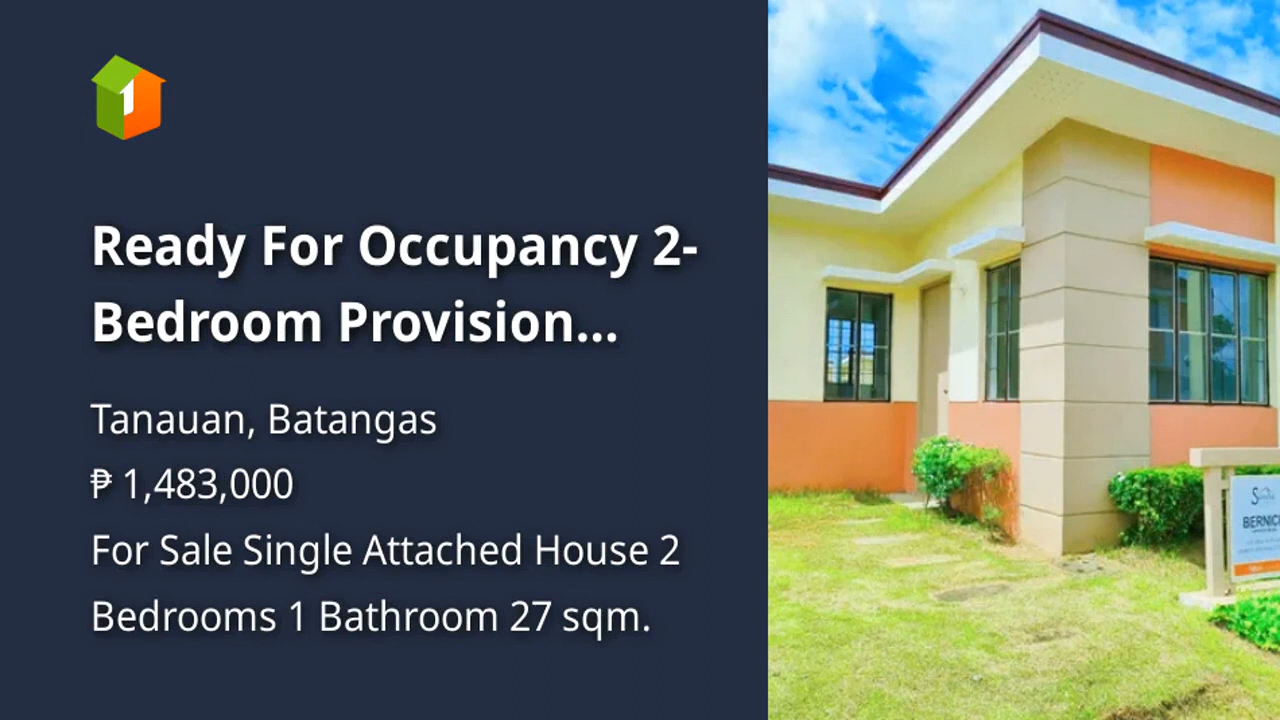 Ready For Occupancy 2-
Bedroom Provision...
Tanauan, Batangas
₱ 1,483,000
For Sale Single Attached House 2
Bedrooms 1 Bathroom 27 sqm.